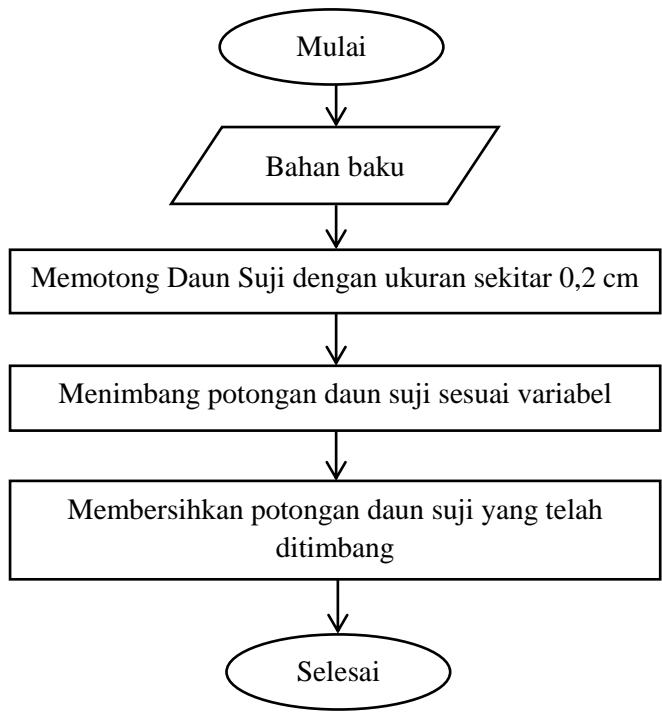 Mulai
Bahan baku
Memotong Daun Suji dengan ukuran sekitar 0,2 cm
Menimbang potongan daun suji sesuai variabel
Membersihkan potongan daun suji yang telah
ditimbang
Selesai